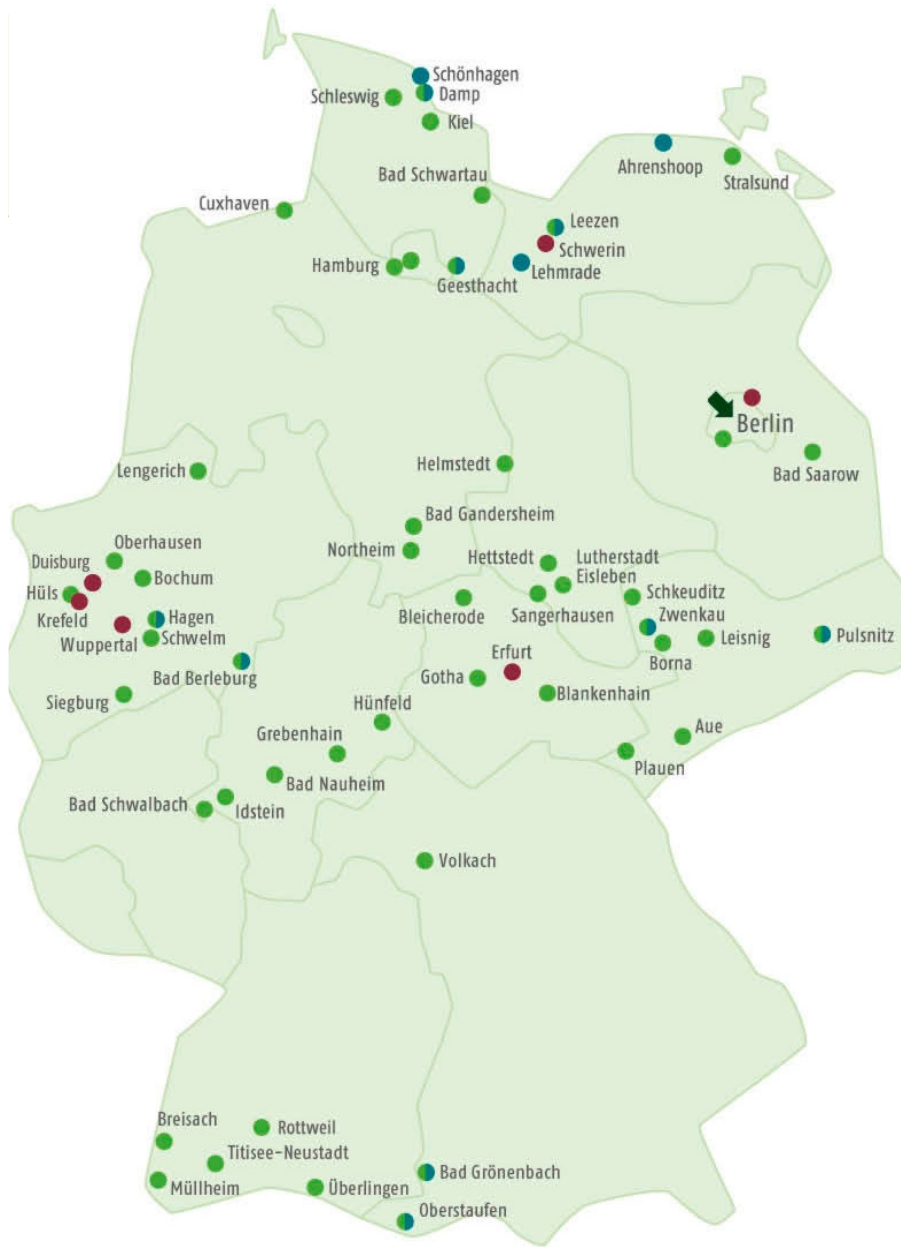 Schönhagen
Damp
Schleswig
Kiel
Ahrenshoop
Stralsund
Bad Schwartau
Cuxhaven
Leezen
Schwerin
Hamburg
Lehmrade
Geesthacht
Berlin
Bad Saarow
Helmstedt
Lengerich
Bad Gandersheim
Northeim
Oberhausen
Hettstedt
Lutherstadt
Eisleben
Duisburg
Bochum
Hüls
Schkeuditz
Krefeld
Bleicherode
Sangerhausen
Hagen
Zwenkau
Wuppertal
Schwelm
Leisnig
Pulsnitz
Borna
Erfurt
Bad Berleburg
Gotha
Siegburg
Blankenhain
Hünfeld
Aue
Grebenhain
Plauen
Bad Nauheim
Bad Schwalbach
Idstein
Volkach
Breisach
Rottweil
Titisee-Neustadt
Bad Grönenbach
Müllheim
Überlingen
Oberstaufen